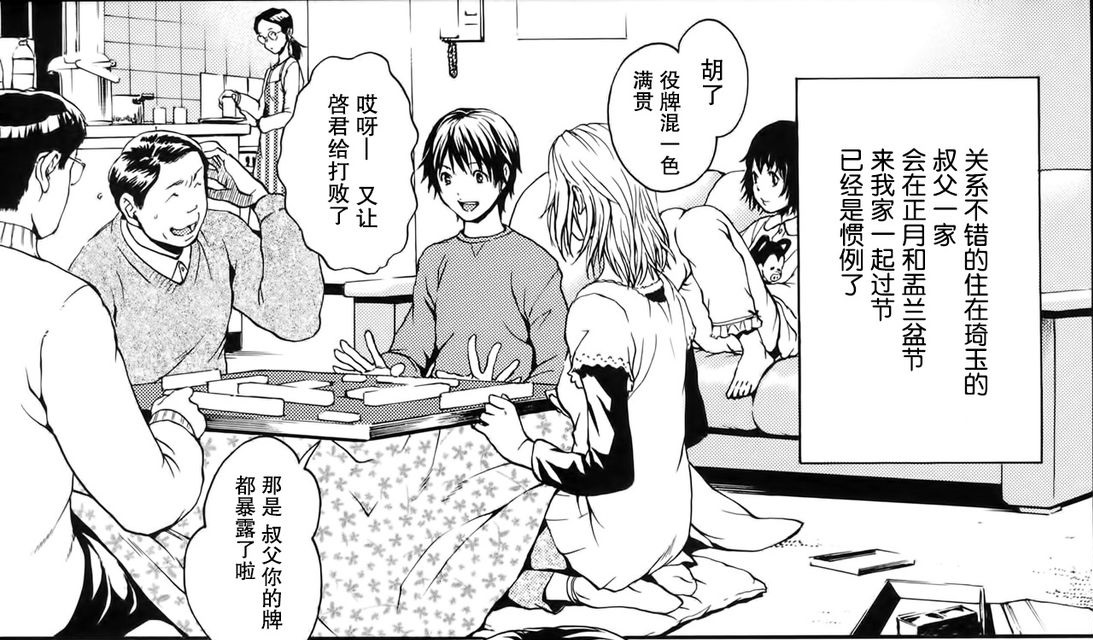 关系不错的住在琦玉的
叔父一家
会在正月和盂兰盆节
来我家一起过节
已经是惯例了
胡了
役牌混一色
满贯
哎呀— 又让
啓君给打败了
那是 叔父你的牌
都暴露了啦